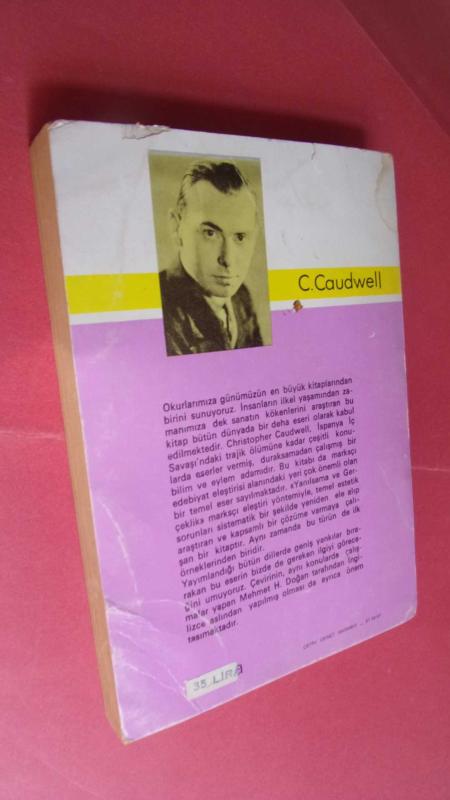 C.Caudwell
Okurlarımıza günümüzün en büyük kitaplarından
birini sunuyoruz. İnsanların ilkel yaşamından za-
manımıza dek sanatın kökenlerini araştıran bu
kitap bütün dünyada bir deha eseri olarak kabul
edilmektedir. Christopher Caudwell, İspanya İç
Savaşı'ndaki trajik ölümüne kadar çeşitli konu-
larda eserler vermiş, duraksamadan çalışmış bir
bilim ve eylem adamıdır. Bu kitabı da marksçı
edebiyat eleştirisi alanındaki yeri çok önemli olan
bir temel eser sayılmaktadır. «Yanılsama ve Ger-
çeklik» marksçı eleştiri yöntemiyle, temel estetik
sorunları sistematik bir şekilde yeniden ele alıp
araştıran ve kapsamlı bir çözüme varmaya çalı-
şan bir kitaptır. Aynı zamanda bu türün de ilk
örneklerinden biridir.
Yayımlandığı bütün dillerde geniş yankılar bıra-
rakan bu eserin bizde de gereken ilgiyi görece-
ğini umuyoruz. Çevirinin, aynı konularda çalış-
malar yapan Mehmet H. Doğan tarafından İngi-
lizce aslından yapılmış olması da ayrıca önem
taşımaktadır.
35 LİRA